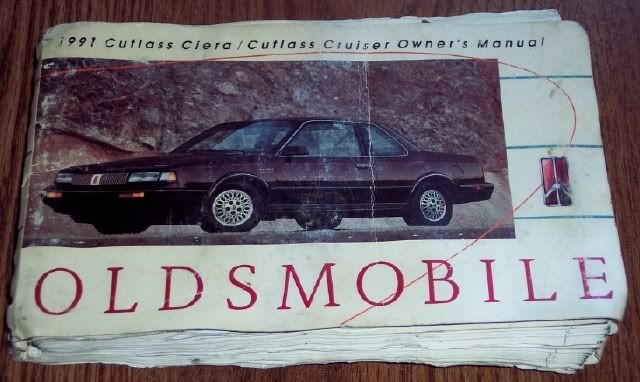 1991 Cutlass Ciera / Cutlass Cruiser Owner's Manual
OLDSMOBILE